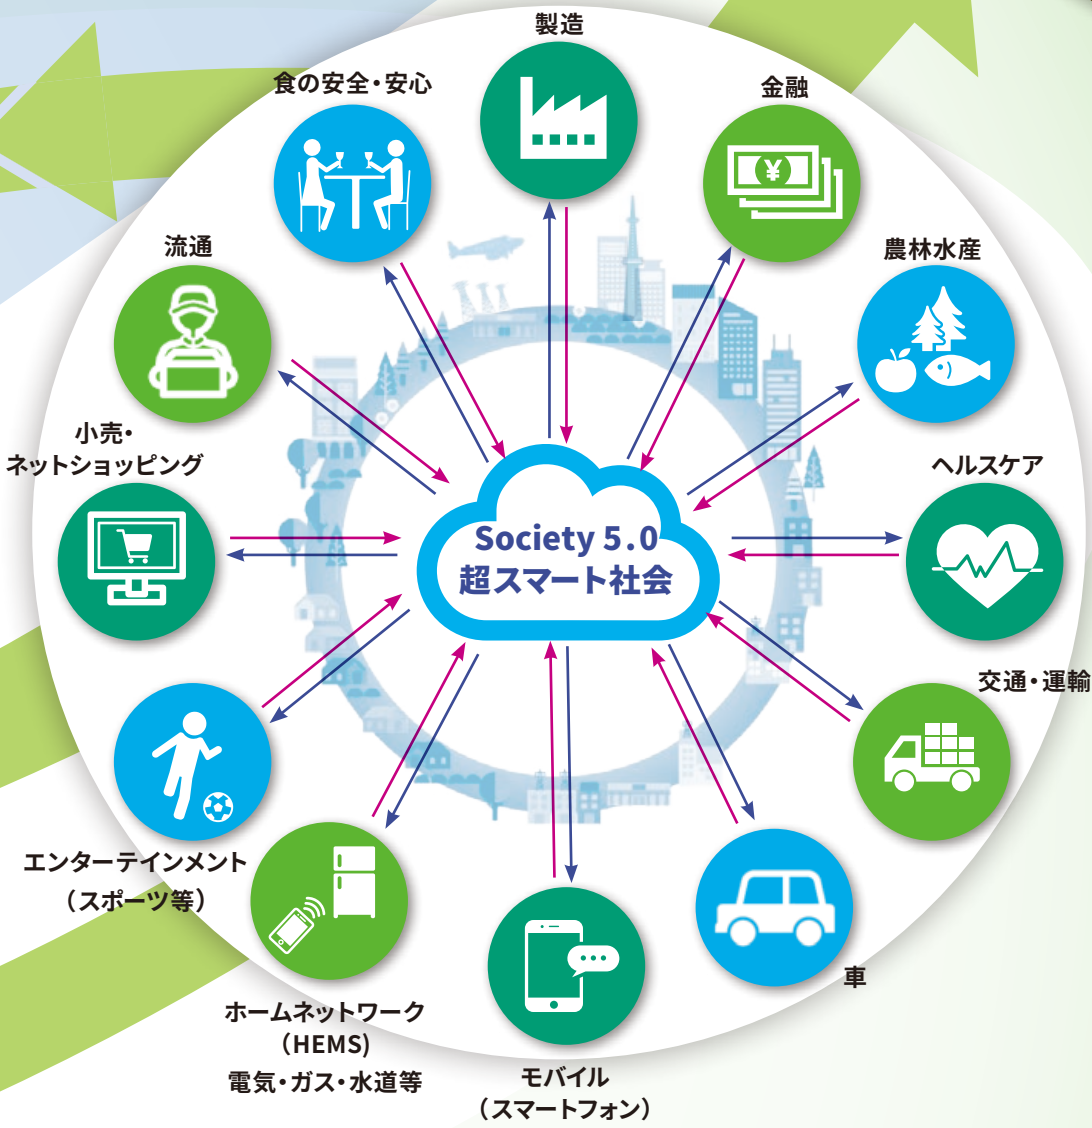 製造
食の安全・安心
金融
流通
農林水産
小売・
ネットショッピング
ヘルスケア
Society 5.0
超スマート社会
交通・運輸
エンターテインメント
（スポーツ等）
車
ホームネットワーク
（HEMS）
電気・ガス・水道等
モバイル
（スマートフォン）
¥